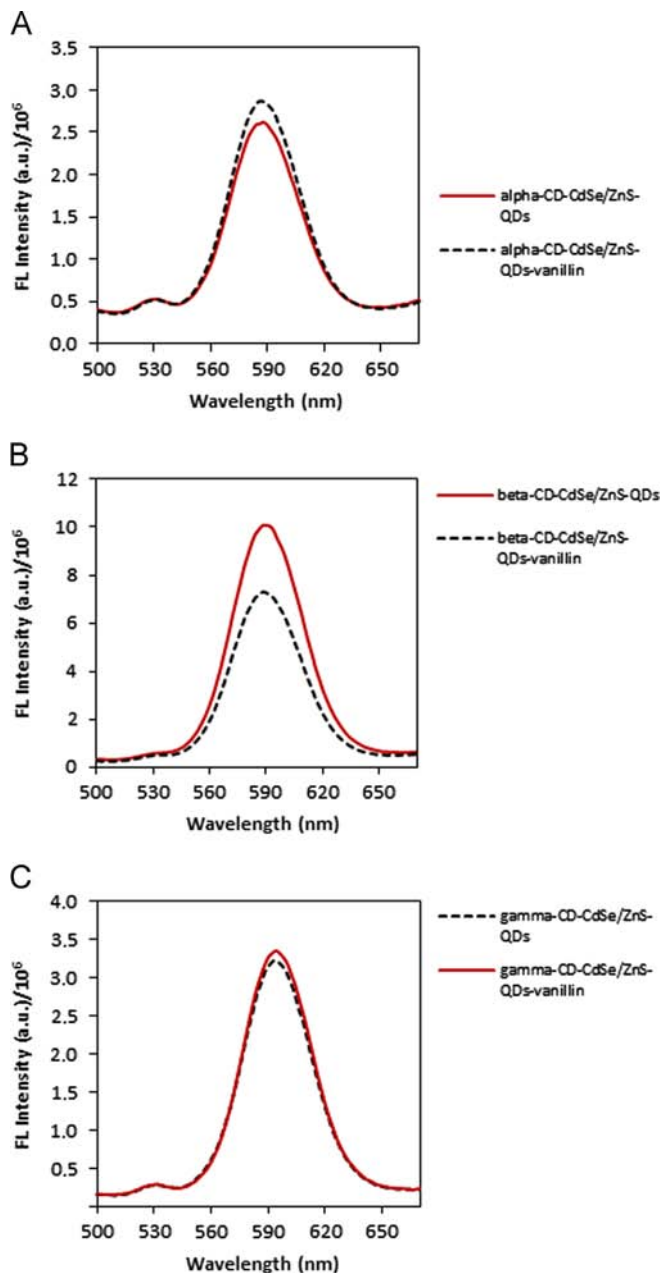 A
3.5
3.0
2.5
2.0
1.5
1.0
0.5
0.0
FL Intensity (a.u.)/10⁶
500 530 560 590 620 650
Wavelength (nm)
alpha-CD-CdSe/ZnS-
QDs
alpha-CD-CdSe/ZnS-
QDs-vanillin
B
12
10
8
6
4
2
0
FL Intensity (a.u.)/10⁶
500 530 560 590 620 650
Wavelength (nm)
beta-CD-CdSe/ZnS-QDs
beta-CD-CdSe/ZnS-
QDs-vanillin
C
4.0
3.5
3.0
2.5
2.0
1.5
1.0
0.5
FL Intensity (a.u.)/10⁶
500 530 560 590 620 650
Wavelength (nm)
gamma-CD-CdSe/ZnS-
QDs
gamma-CD-CdSe/ZnS-
QDs-vanillin